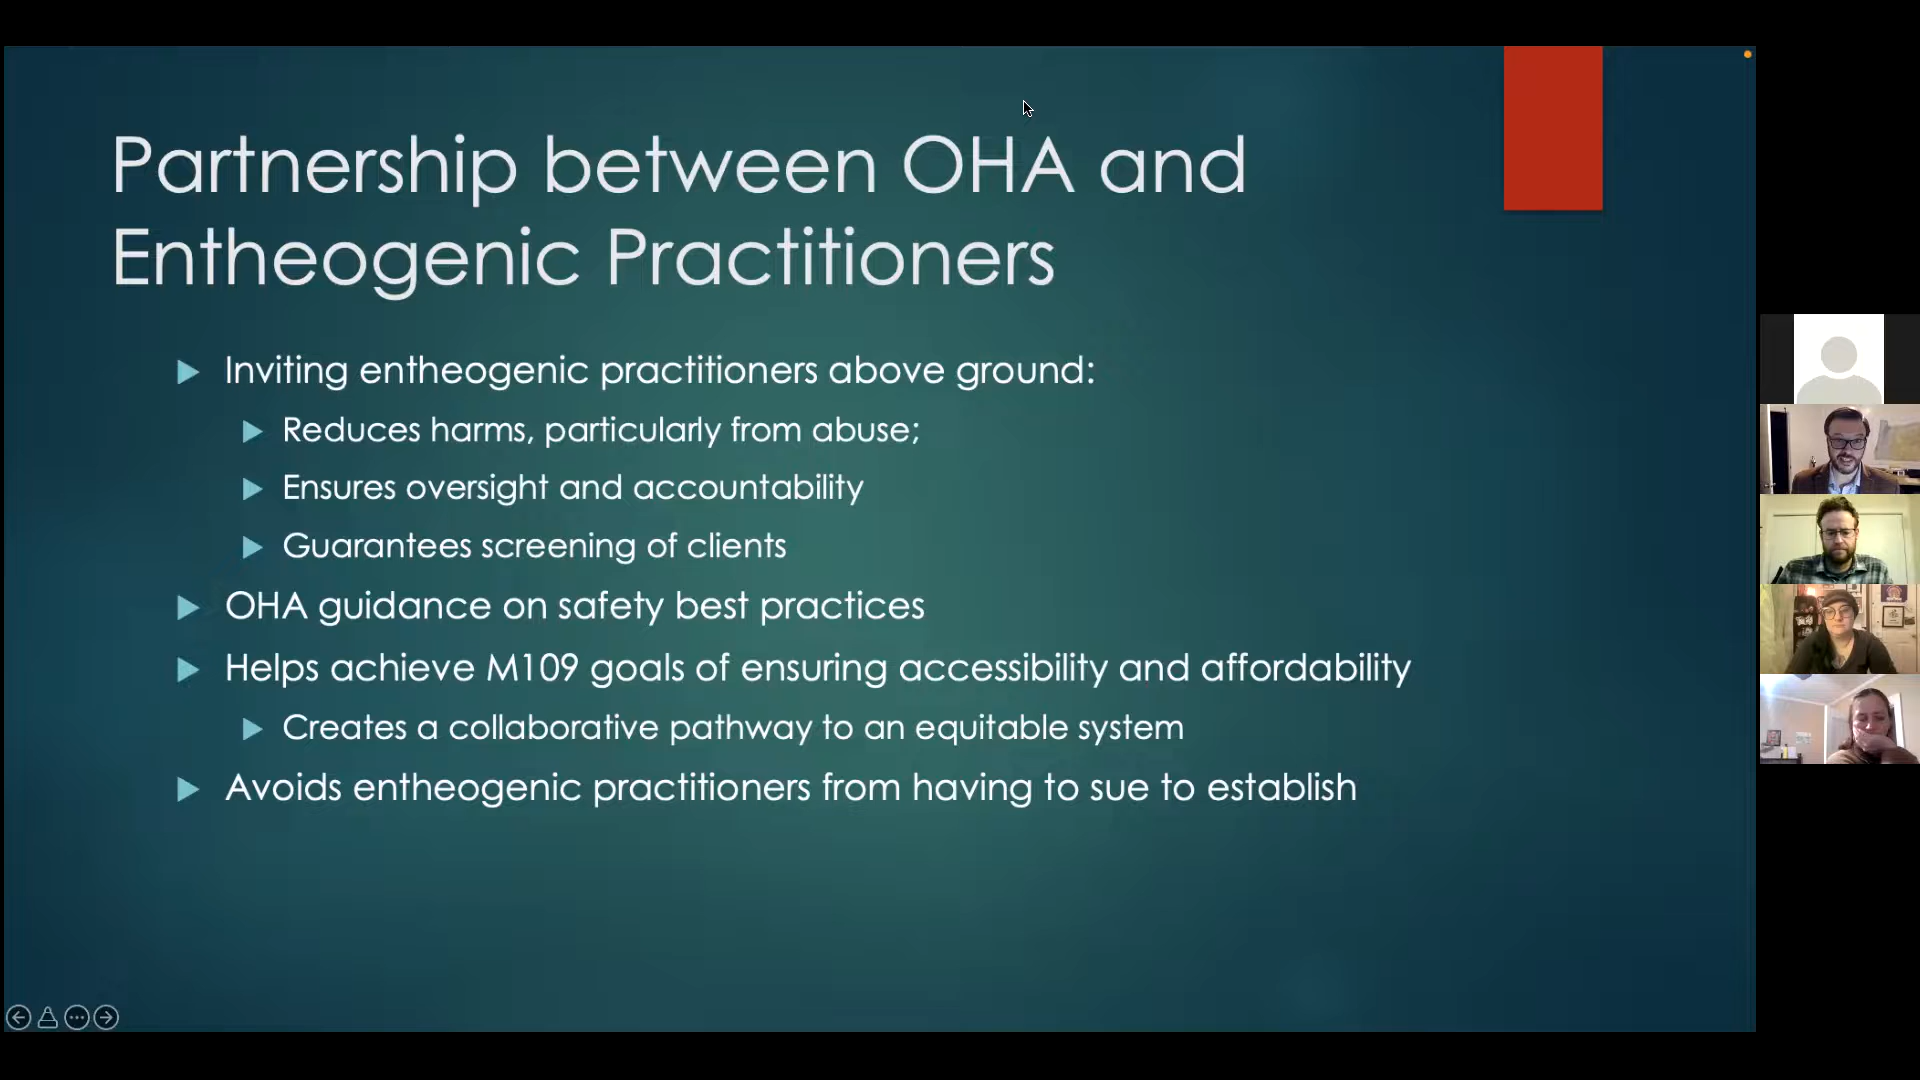 Partnership between OHA and
Entheogenic Practitioners
Inviting entheogenic practitioners above ground:
Reduces harms, particularly from abuse;
Ensures oversight and accountability
Guarantees screening of clients
OHA guidance on safety best practices
Helps achieve M109 goals of ensuring accessibility and affordability
Creates a collaborative pathway to an equitable system
Avoids entheogenic practitioners from having to sue to establish